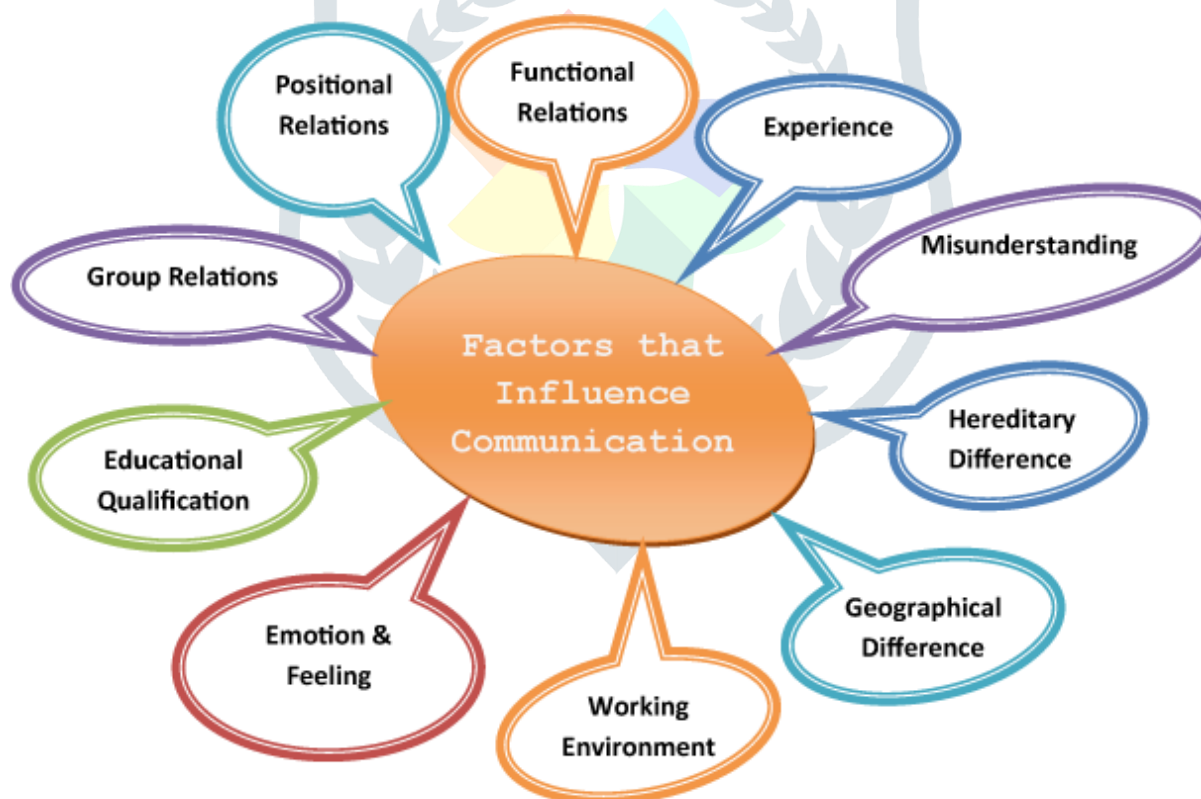 Positional
Relations
Functional
Relations
Experience
Misunderstanding
Group Relations
Factors that
Influence
Communication
Hereditary
Difference
Educational
Qualification
Geographical
Difference
Emotion &
Feeling
Working
Environment